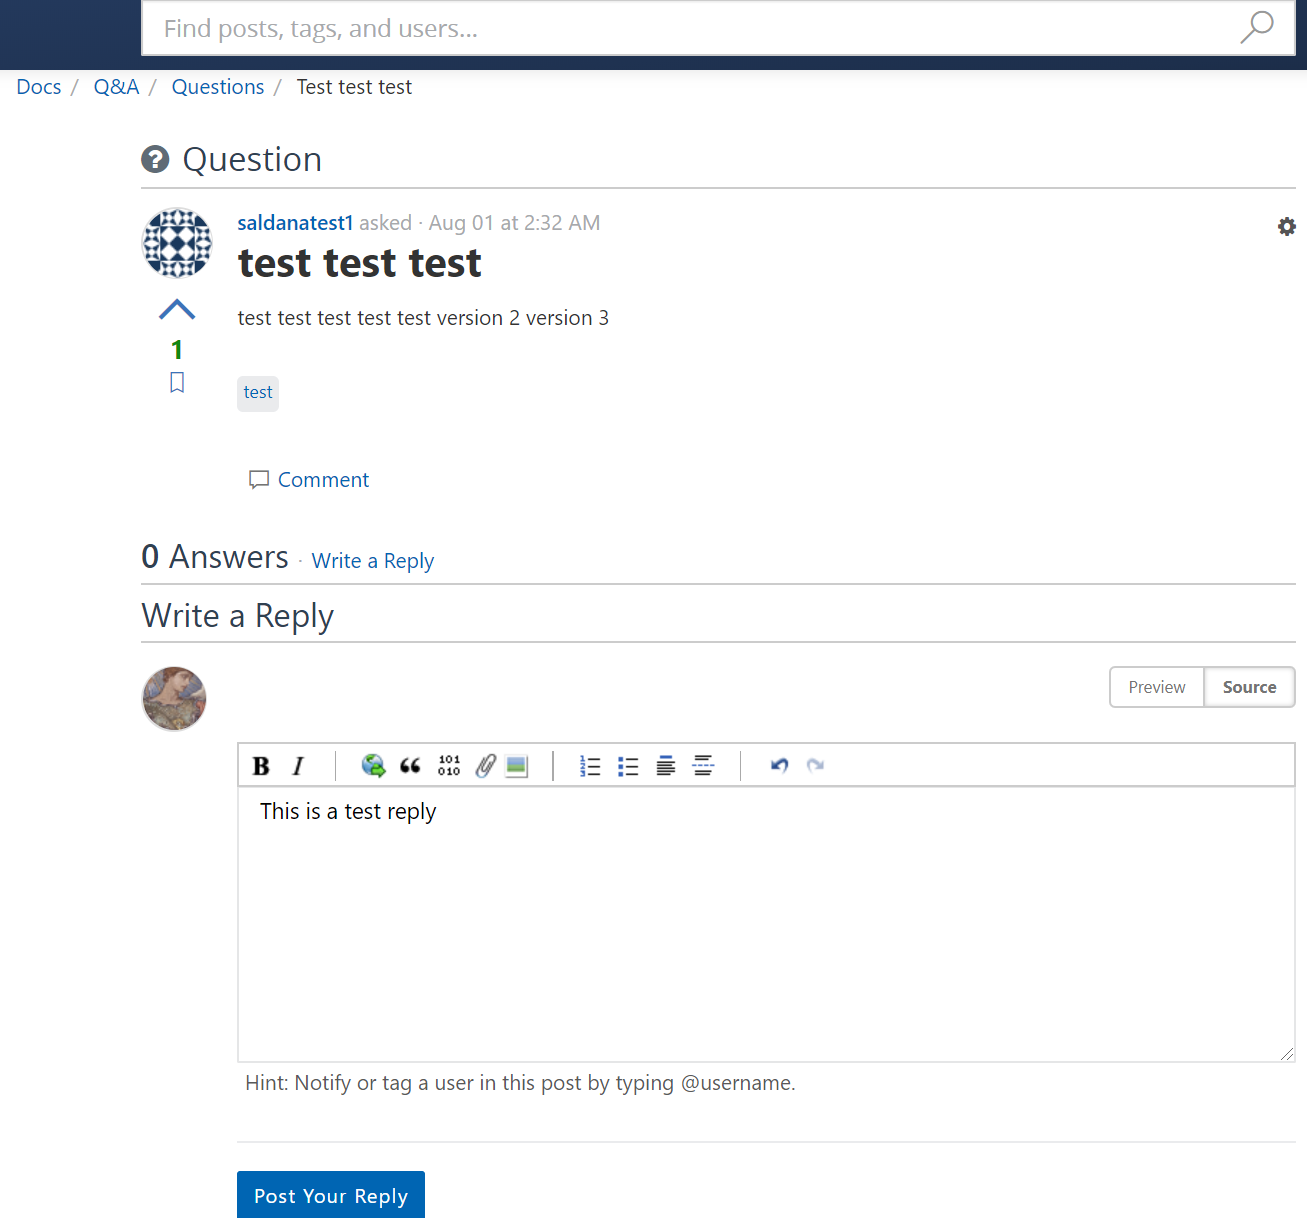 Find posts, tags, and users...
Docs / Q&A / Questions / Test test test
Question
saldanatest1 asked · Aug 01 at 2:32 AM
test test test
test test test test test version 2 version 3
1
test
Comment
0 Answers · Write a Reply
Write a Reply
Preview Source
B I 101 010
This is a test reply
Hint: Notify or tag a user in this post by typing @username.
Post Your Reply